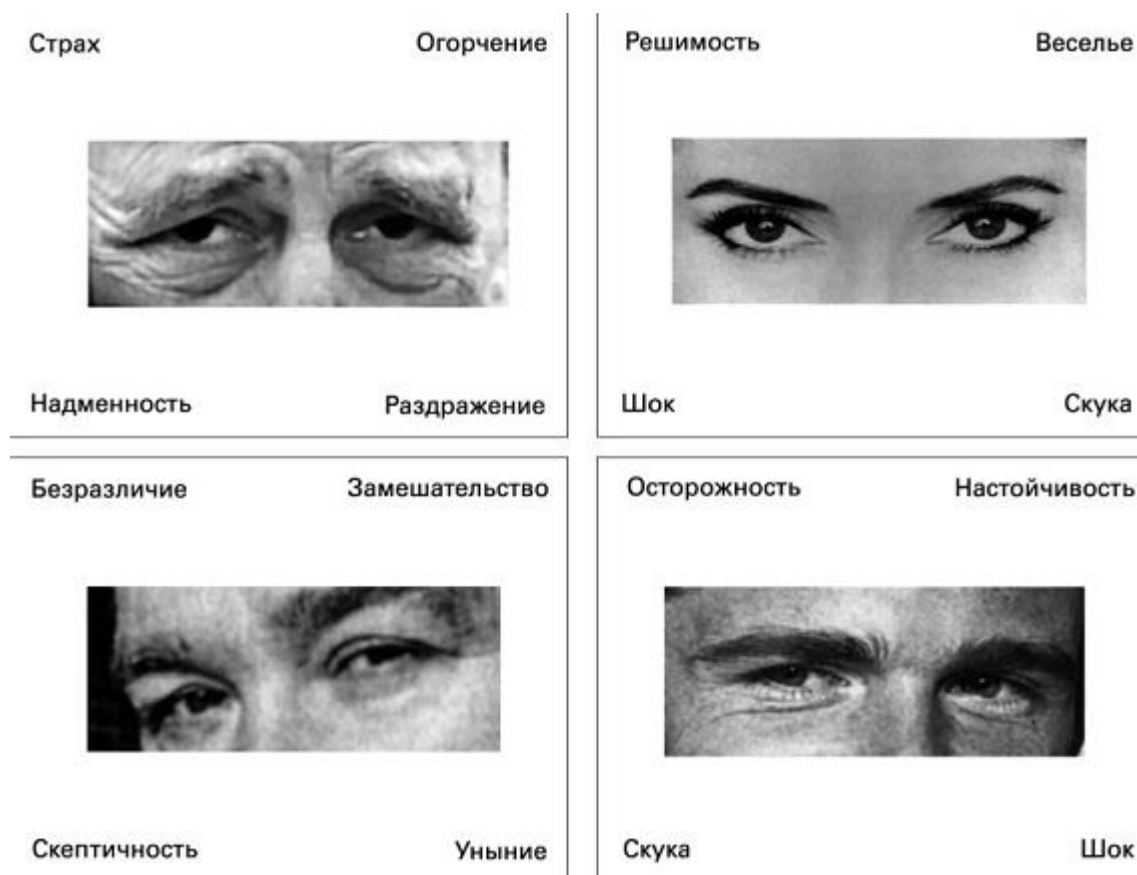 Страх Огорчение
Надменность Раздражение
Решимость Веселье
Шок Скука
Безразличие Замешательство
Скептичность Уныние
Осторожность Настойчивость
Скука Шок